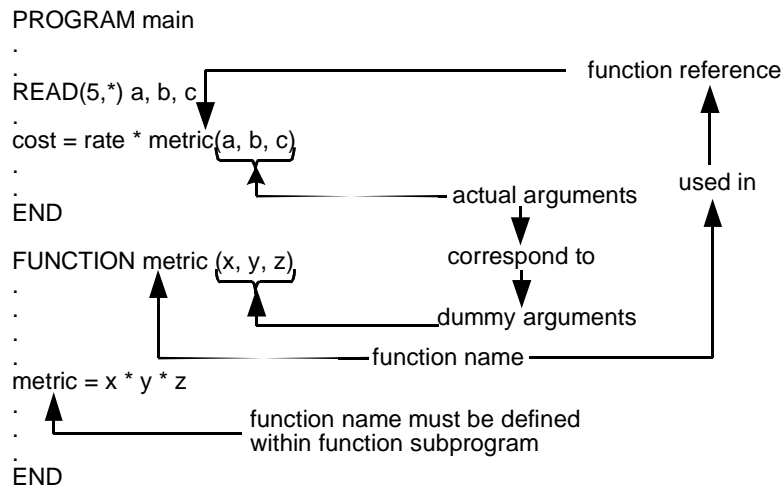 PROGRAM main
.
.
function reference
READ(5,*) a, b, c
.
cost = rate * metric(a, b, c)
.
.
actual arguments
used in
END
FUNCTION metric (x, y, z)
correspond to
.
.
dummy arguments
.
.
function name
metric = x * y * z
.
.
.
function name must be defined
within function subprogram
END